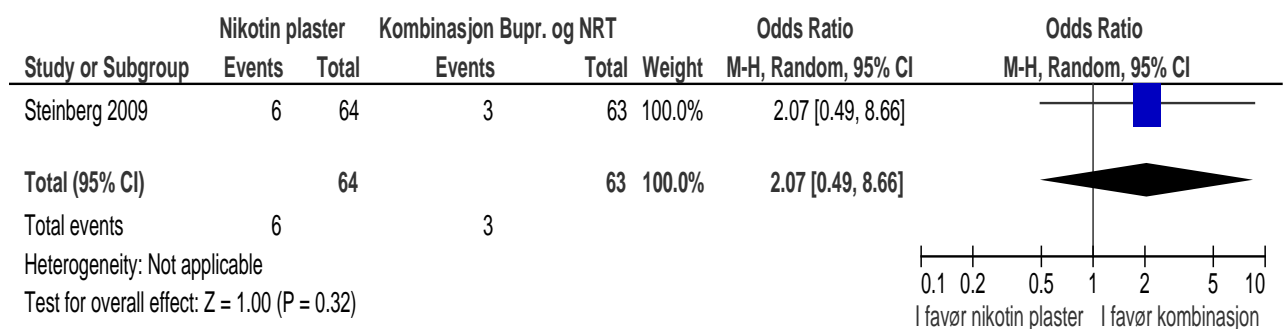 Nikotin plaster Kombinasjon Bupr. og NRT Odds Ratio Odds Ratio
Study or Subgroup Events Total Events Total Weight M-H, Random, 95% CI M-H, Random, 95% CI
Steinberg 2009 6 64 3 63 100.0% 2.07 [0.49, 8.66]
Total (95% CI) 64 63 100.0% 2.07 [0.49, 8.66]
Total events 6 3
Heterogeneity: Not applicable
Test for overall effect: Z = 1.00 (P = 0.32)
0.1 0.2 0.5 1 2 5 10
I favør nikotin plaster I favør kombinasjon